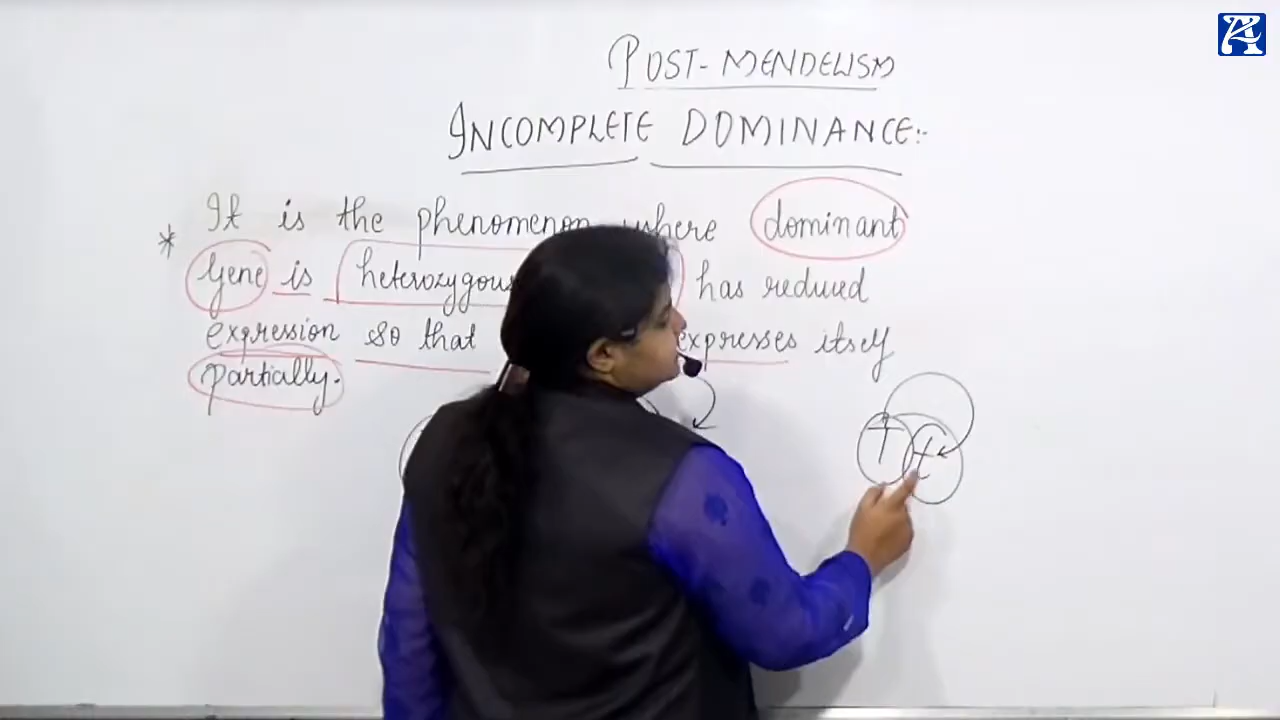 POST-MENDELISM
INCOMPLETE DOMINANCE:-
* It is the phenomenon where dominant
gene is heterozygous has reduced
expression so that expresses itself
partially.
T t